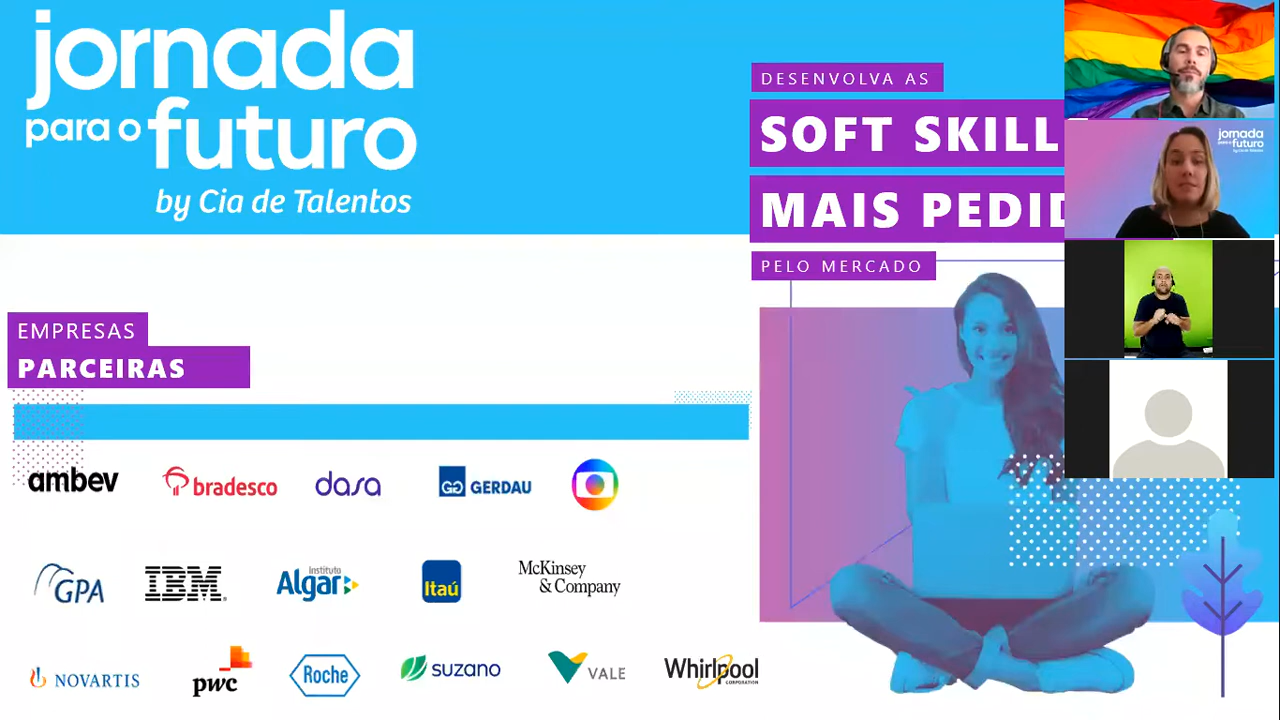 jornada
para o futuro
by Cia de Talentos
DESENVOLVA AS
SOFT SKILL
MAIS PEDID
PELO MERCADO
jornada
para o futuro
EMPRESAS
PARCEIRAS
ambev
bradesco
dasa
GG GERDAU
GPA
IBM
Instituto
Algar
Itaú
McKinsey
& Company
NOVARTIS
pwc
Roche
suzano
VALE
Whirlpool
CORPORATION